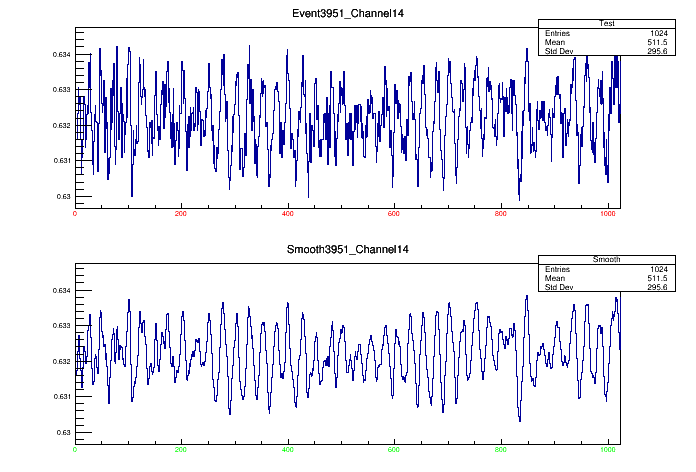 Event3951_Channel14
Test
Entries 1024
Mean 511.5
Std Dev 295.6
0.634
0.633
0.632
0.631
0.63
0 200 400 600 800 1000
Smooth3951_Channel14
Smooth
Entries 1024
Mean 511.5
Std Dev 295.6
0.634
0.633
0.632
0.631
0.63
0 200 400 600 800 1000